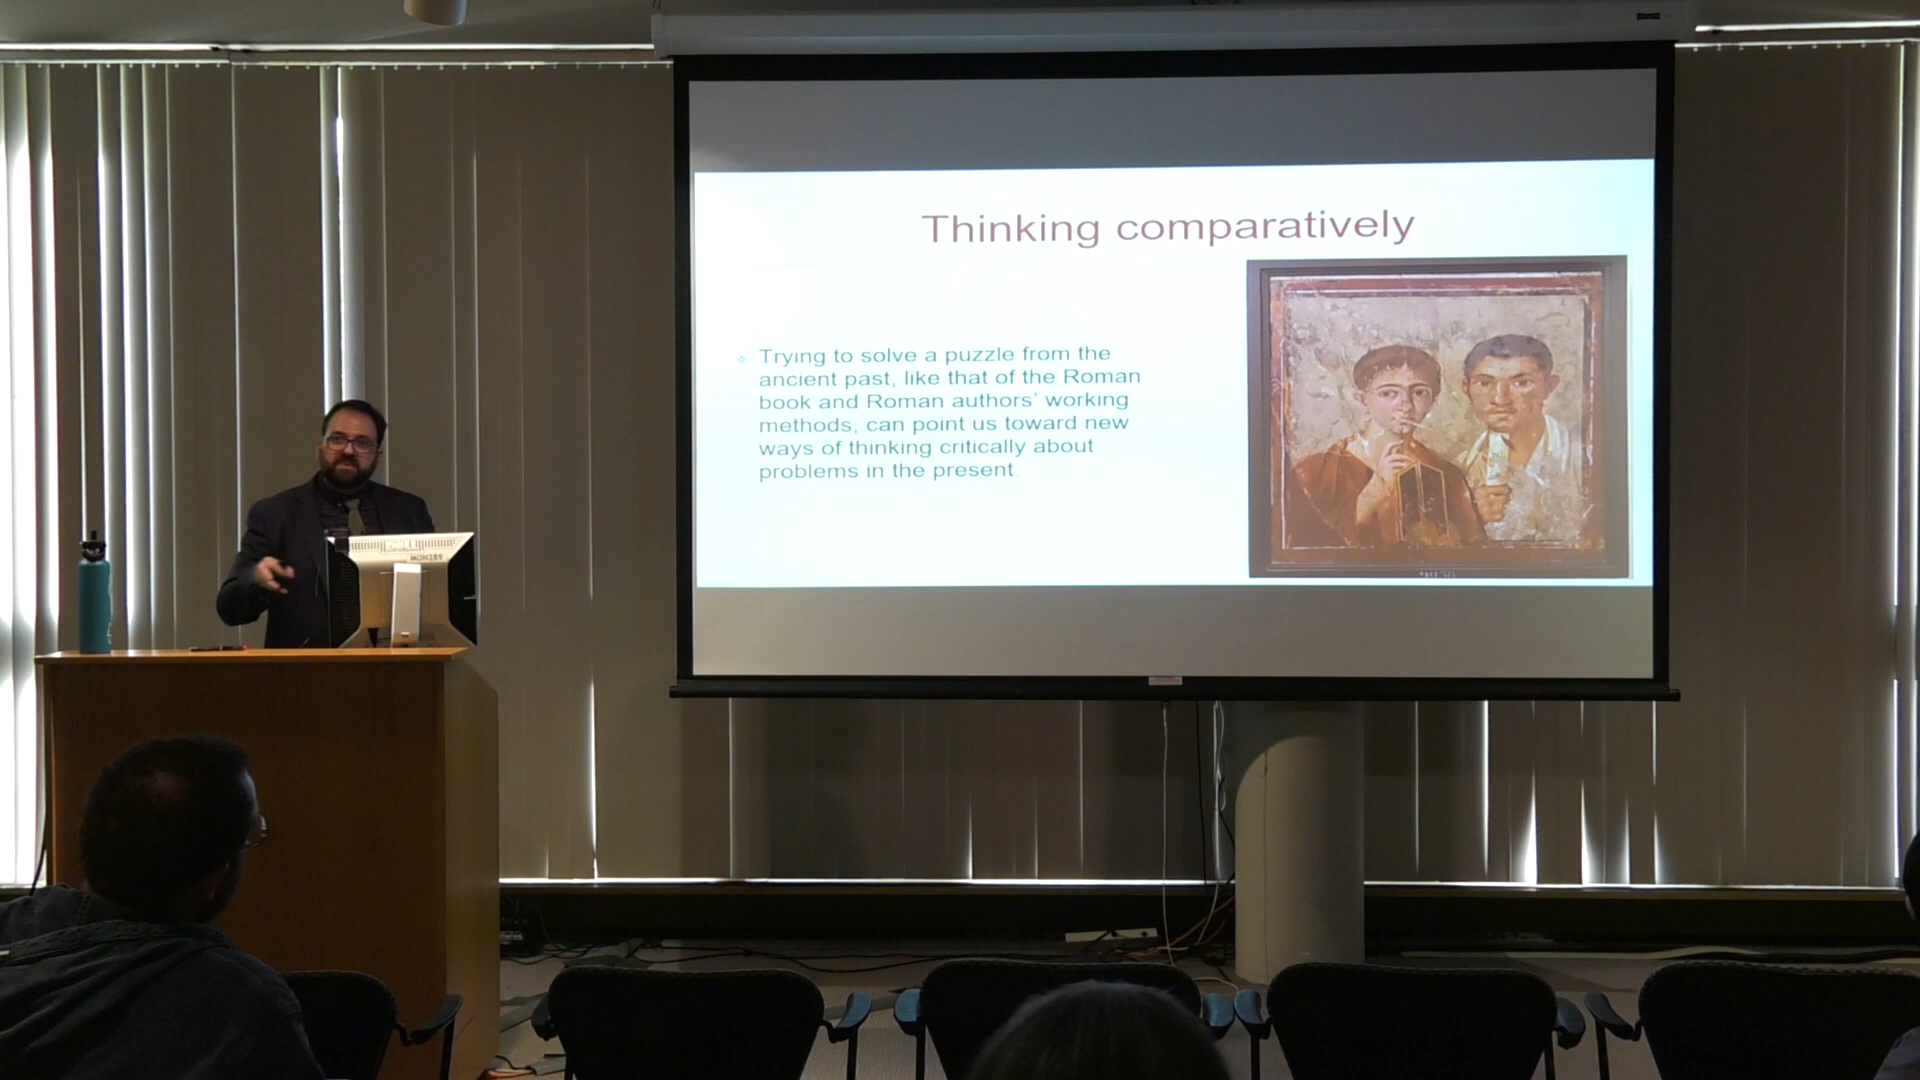 Thinking comparatively
Trying to solve a puzzle from the
ancient past, like that of the Roman
book and Roman authors’ working
methods, can point us toward new
ways of thinking critically about
problems in the present.